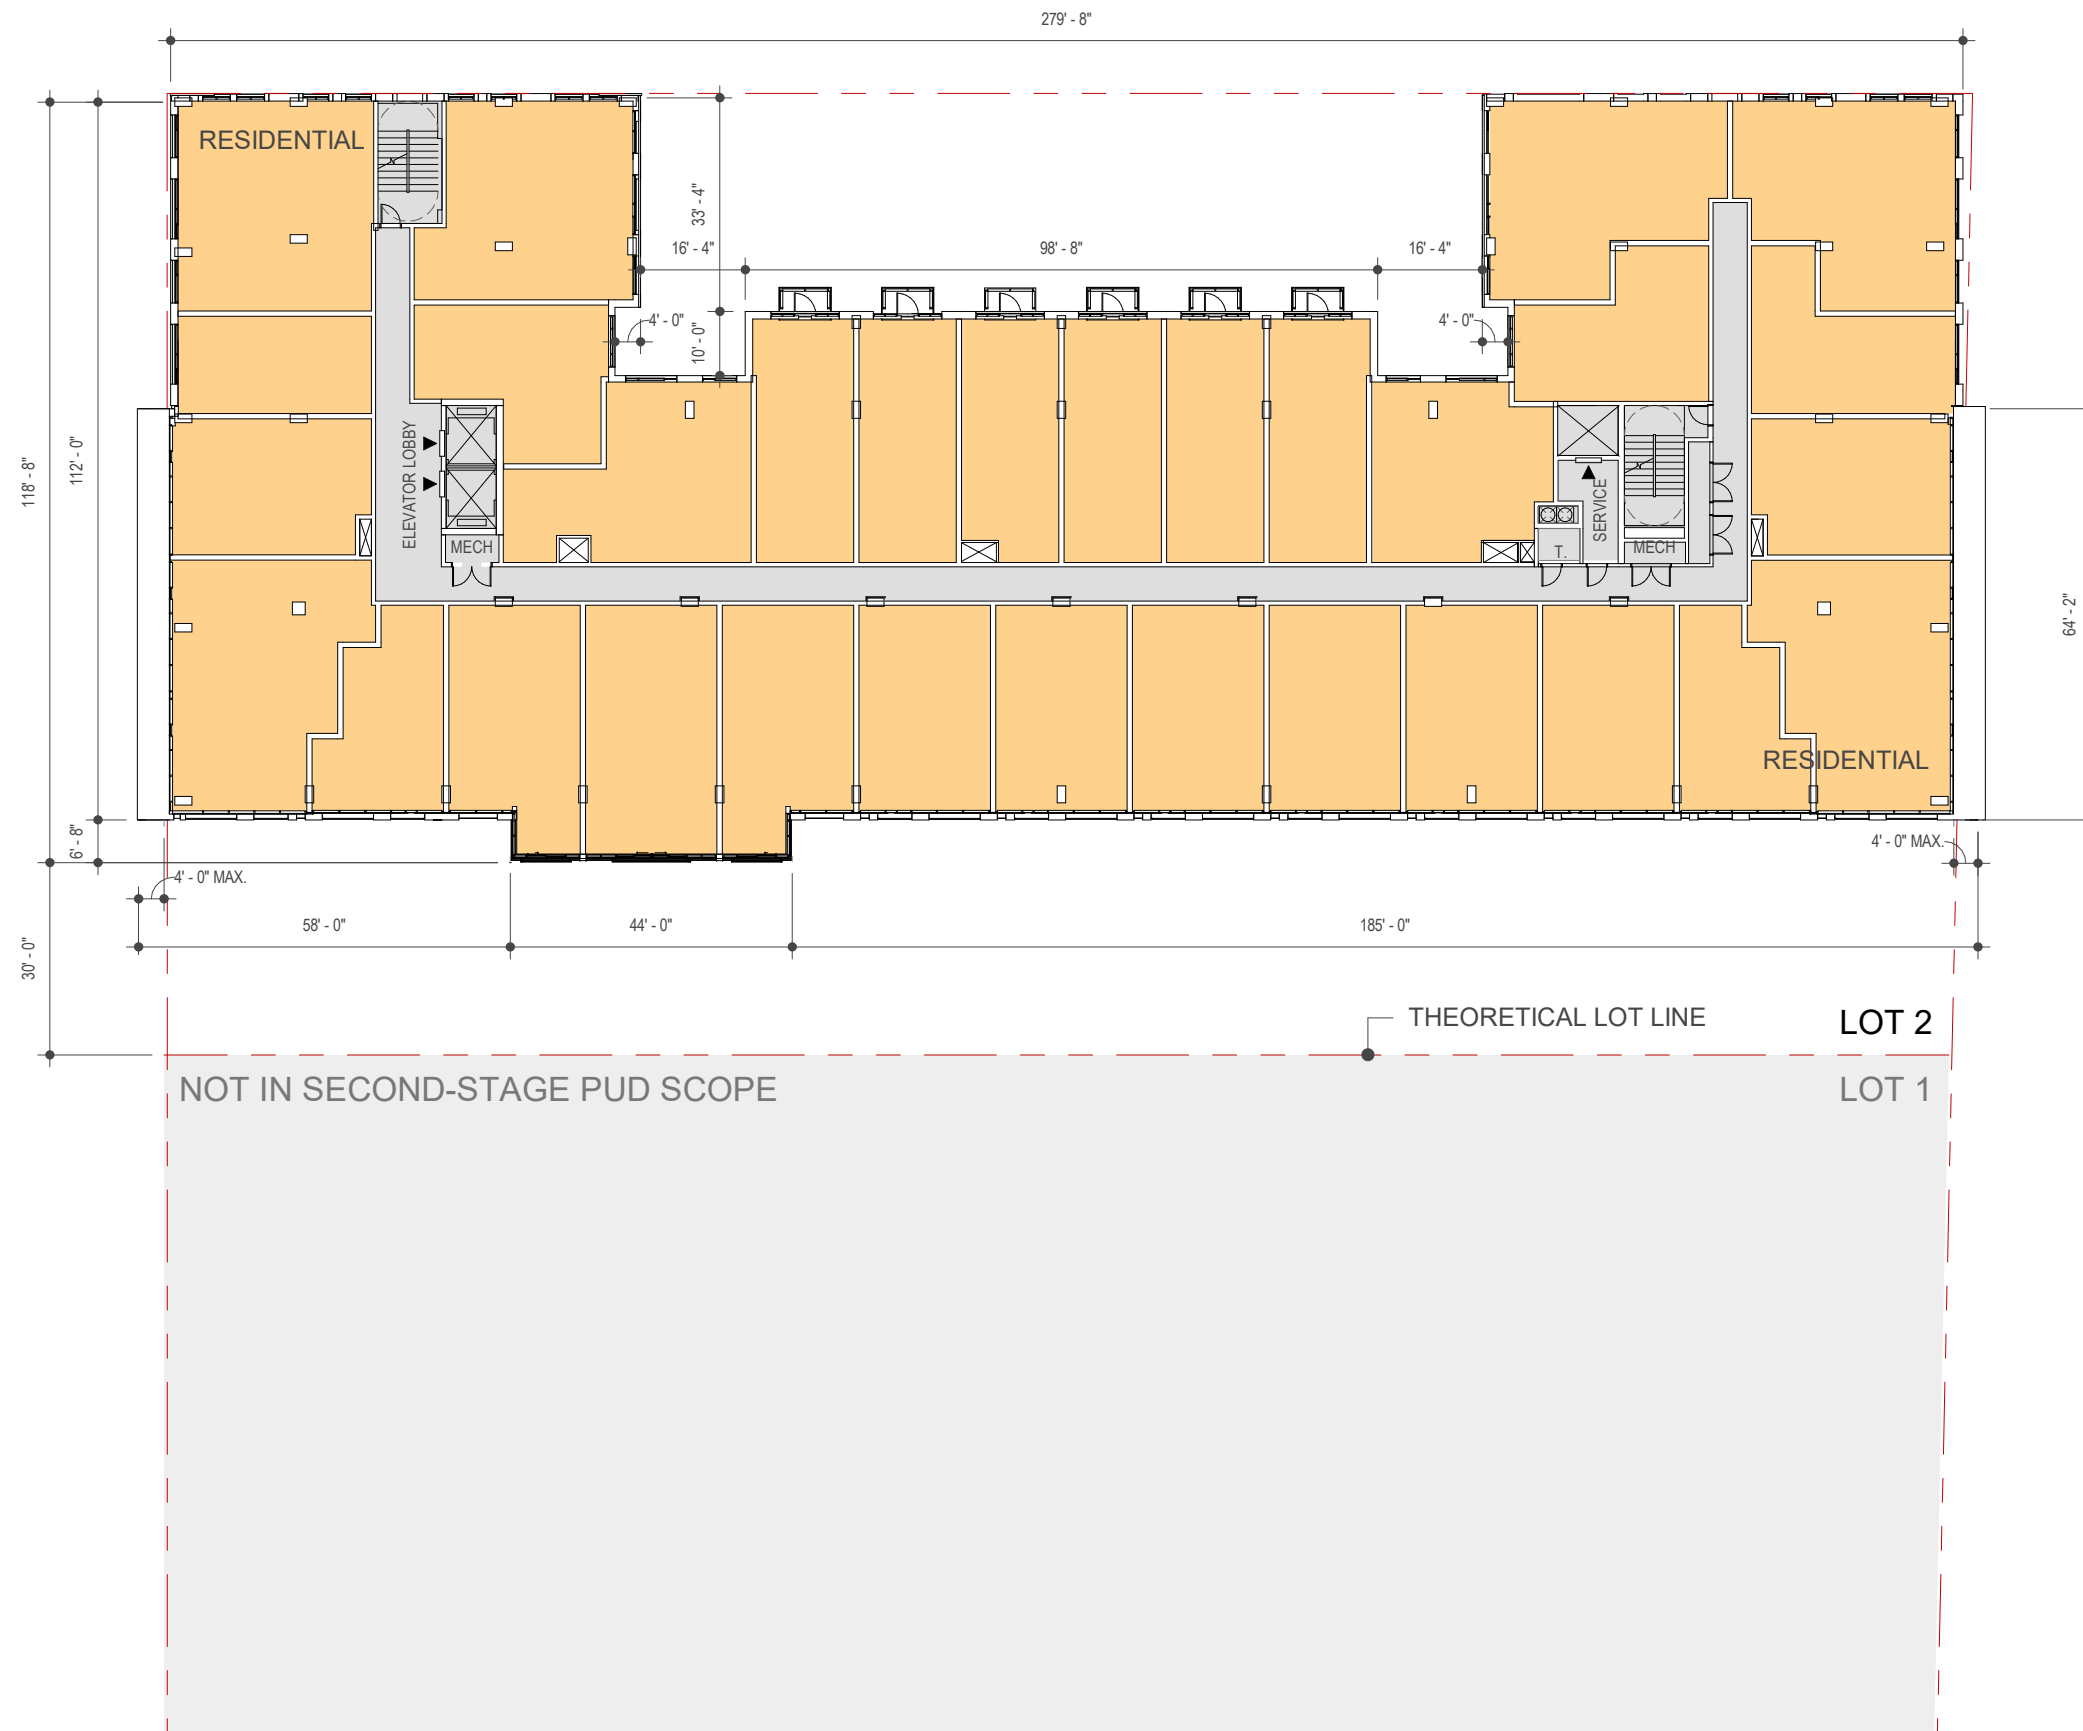 279' - 8"
RESIDENTIAL
33' - 4"
16' - 4"
98' - 8"
16' - 4"
4' - 0"
10' - 0"
4' - 0"
118' - 8"
112' - 0"
ELEVATOR LOBBY
MECH
SERVICE
T.
MECH
64' - 2"
RESIDENTIAL
6' - 8"
4' - 0" MAX.
4' - 0" MAX.
58' - 0"
44' - 0"
185' - 0"
30' - 0"
THEORETICAL LOT LINE
LOT 2
NOT IN SECOND-STAGE PUD SCOPE
LOT 1